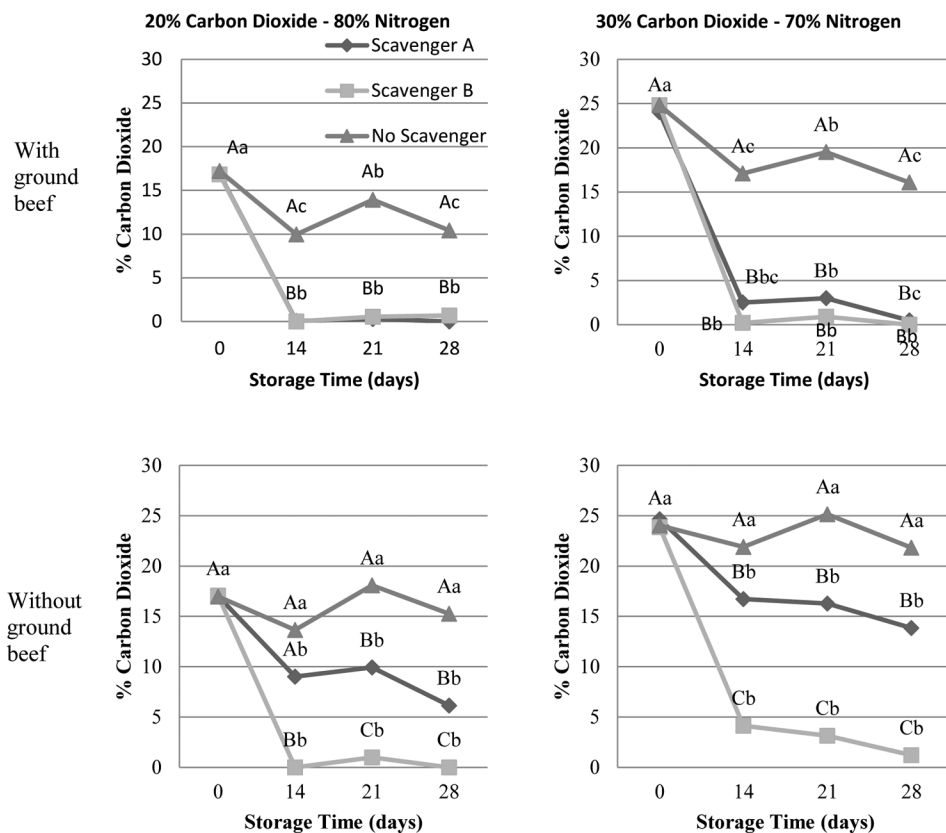 20% Carbon Dioxide - 80% Nitrogen
30% Carbon Dioxide - 70% Nitrogen
With
ground
beef
% Carbon Dioxide
30
25
20
15
10
5
0
Scavenger A
Scavenger B
No Scavenger
Aa
Ac
Ab
Ac
Bb
Bb
Bb
0
14
21
28
Storage Time (days)
% Carbon Dioxide
30
25
20
15
10
5
0
Aa
Ac
Ab
Ac
Bbc
Bb
Bc
Bb
Bb
Bb
0
14
21
28
Storage Time (days)
Without
ground
beef
% Carbon Dioxide
30
25
20
15
10
5
0
Aa
Aa
Aa
Aa
Ab
Bb
Bb
Bb
Cb
Cb
0
14
21
28
Storage Time (days)
% Carbon Dioxide
30
25
20
15
10
5
0
Aa
Aa
Aa
Aa
Bb
Bb
Bb
Cb
Cb
Cb
0
14
21
28
Storage Time (days)